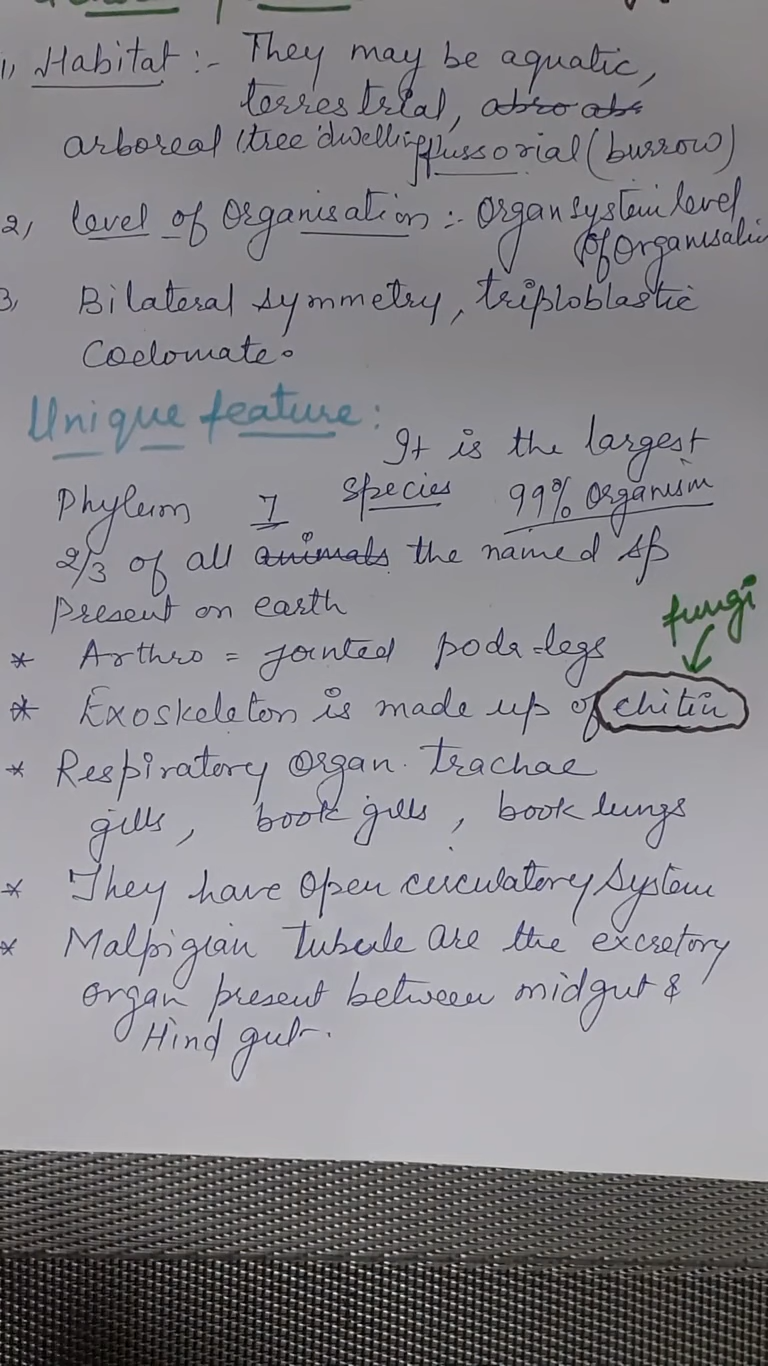 1, Habitat :- They may be aquatic,
terrestrial,
arboreal (tree dwelling fussorial (burrow)
2, level of Organisation :- Organ system level
of Organisatio
3, Bilateral symmetry, triploblastic
Coelomate.
Unique feature:
It is the largest
Phylum 7 species 99% organism
2/3 of all animals the named sp
present on earth
fungi
* Arthro = jointed poda-legs
* Exoskeleton is made up of chitin
* Respiratory organ. trachae
gills, book gills, book lungs
* They have open circulatory system
* Malpigian tubule are the excretory
organ present between midgut &
Hind gut.